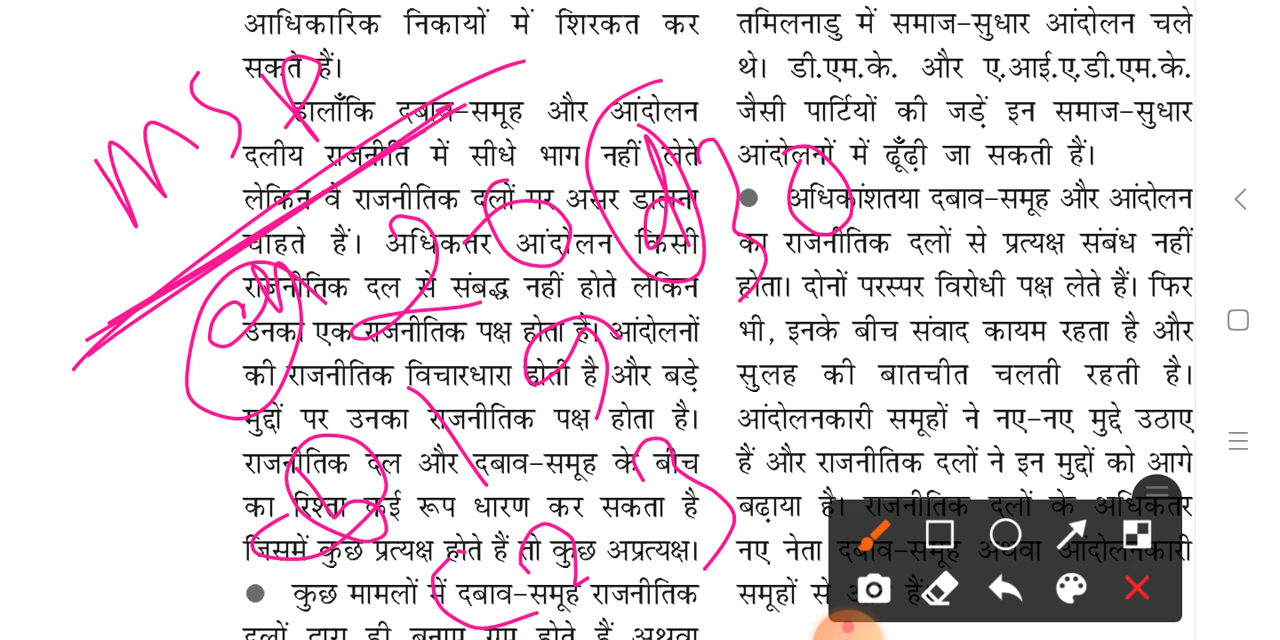 आधिकारिक निकायों में शिरकत कर
सकते हैं।
हालाँकि दबाव-समूह और आंदोलन
दलीय राजनीति में सीधे भाग नहीं लेते
लेकिन वे राजनीतिक दलों पर असर डालना
चाहते हैं। अधिकतर आंदोलन किसी
राजनीतिक दल से संबद्ध नहीं होते लेकिन
उनका एक राजनीतिक पक्ष होता है। आंदोलनों
की राजनीतिक विचारधारा होती है और बड़े
मुद्दों पर उनका राजनीतिक पक्ष होता है।
राजनीतिक दल और दबाव-समूह के बीच
का रिश्ता कई रूप धारण कर सकता है
जिसमें कुछ प्रत्यक्ष होते हैं तो कुछ अप्रत्यक्ष।
● कुछ मामलों में दबाव-समूह राजनीतिक
दलों द्वारा ही बनाए गए होते हैं अथवा
तमिलनाडु में समाज-सुधार आंदोलन चले
थे। डी.एम.के. और ए.आई.ए.डी.एम.के.
जैसी पार्टियों की जड़ें इन समाज-सुधार
आंदोलनों में ढूँढ़ी जा सकती हैं।
● अधिकांशतया दबाव-समूह और आंदोलन
का राजनीतिक दलों से प्रत्यक्ष संबंध नहीं
होता। दोनों परस्पर विरोधी पक्ष लेते हैं। फिर
भी, इनके बीच संवाद कायम रहता है और
सुलह की बातचीत चलती रहती है।
आंदोलनकारी समूहों ने नए-नए मुद्दे उठाए
हैं और राजनीतिक दलों ने इन मुद्दों को आगे
बढ़ाया है। राजनीतिक दलों के अधिकतर
नए नेता दबाव-समूह अथवा आंदोलनकारी
समूहों से हैं।
MSP